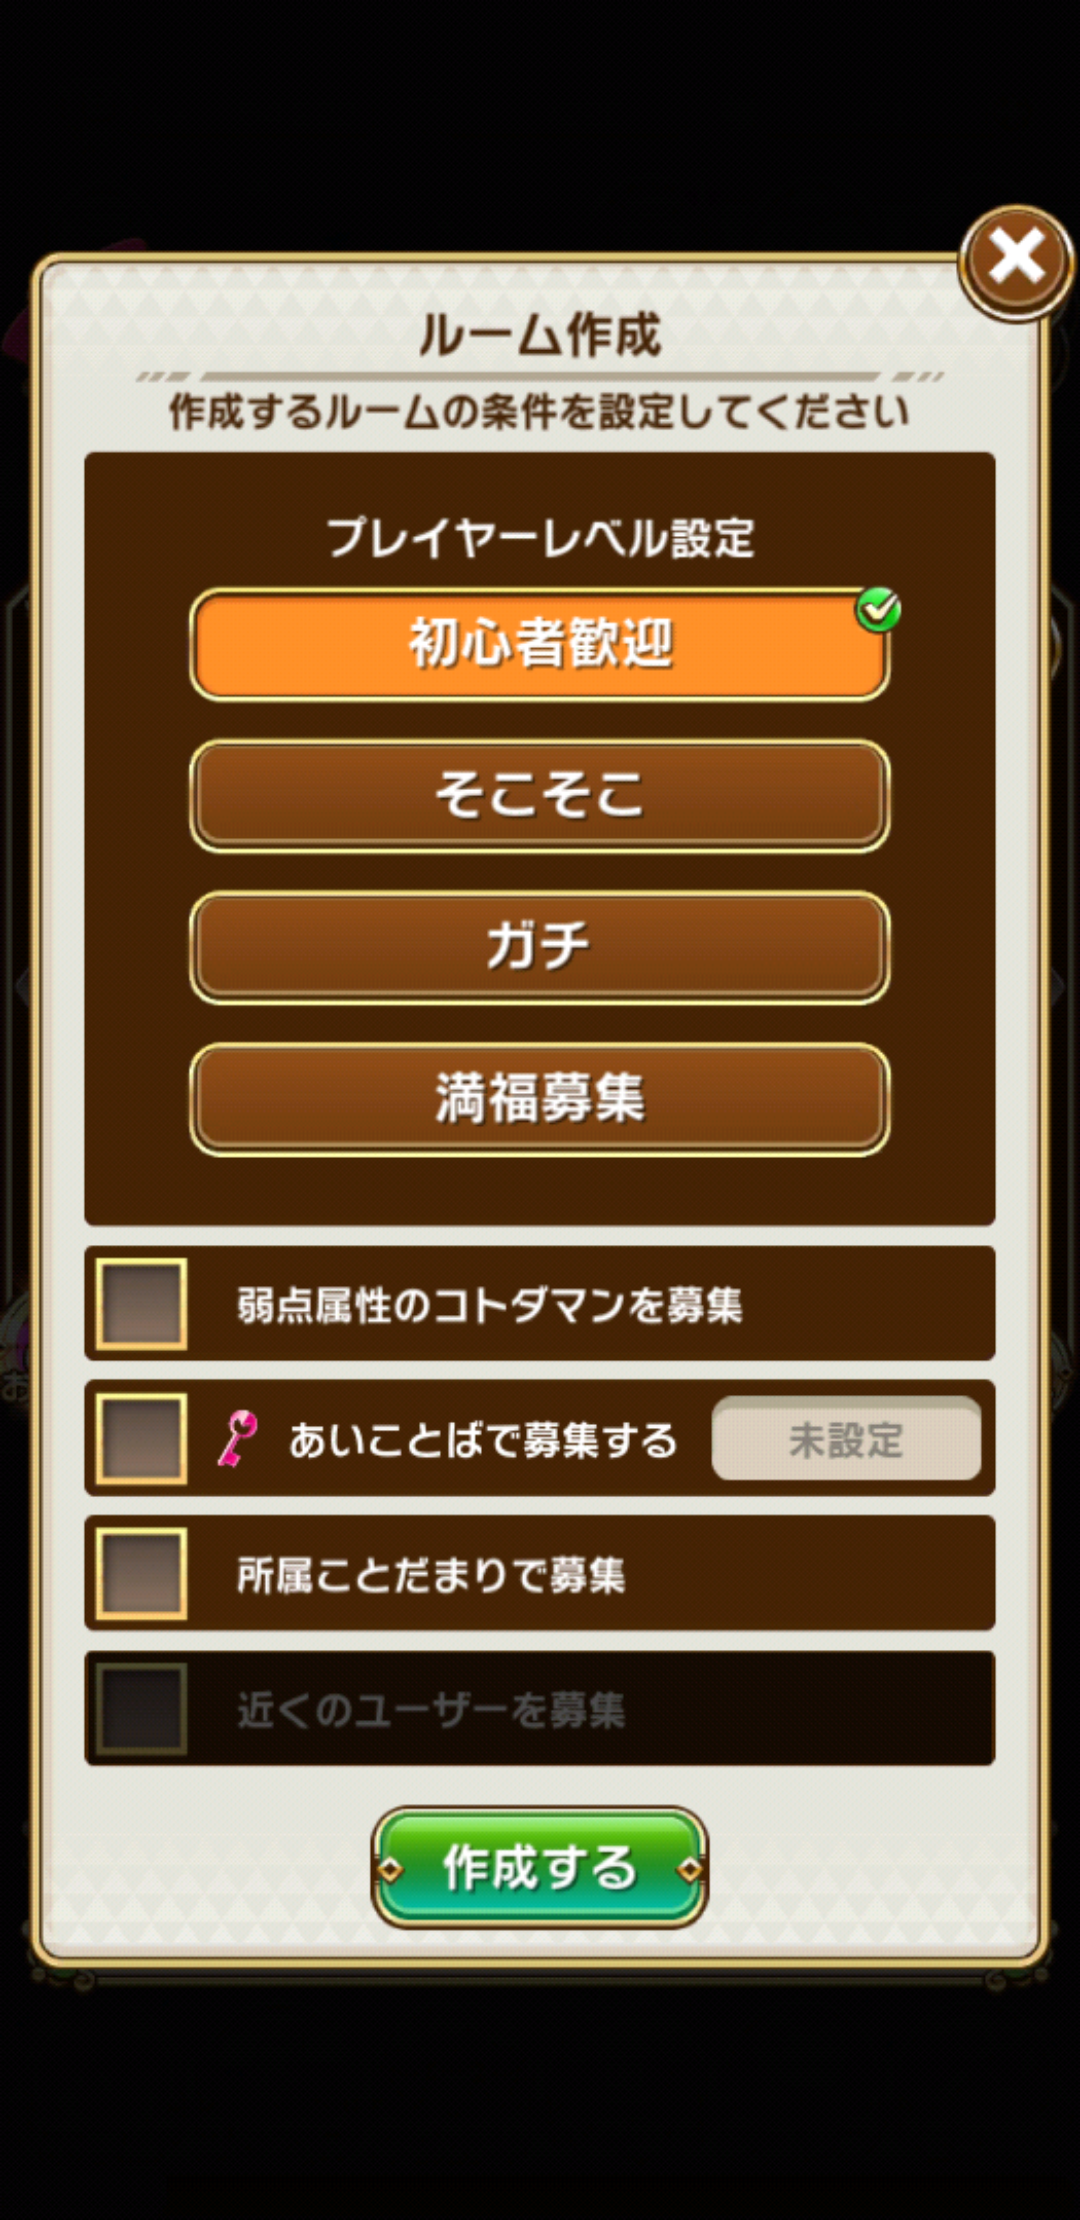 ルーム作成
作成するルームの条件を設定してください
プレイヤーレベル設定
初心者歓迎
そこそこ
ガチ
満福募集
弱点属性のコトダマンを募集
あいことばで募集する
未設定
所属ことだまりで募集
近くのユーザーを募集
作成する
お